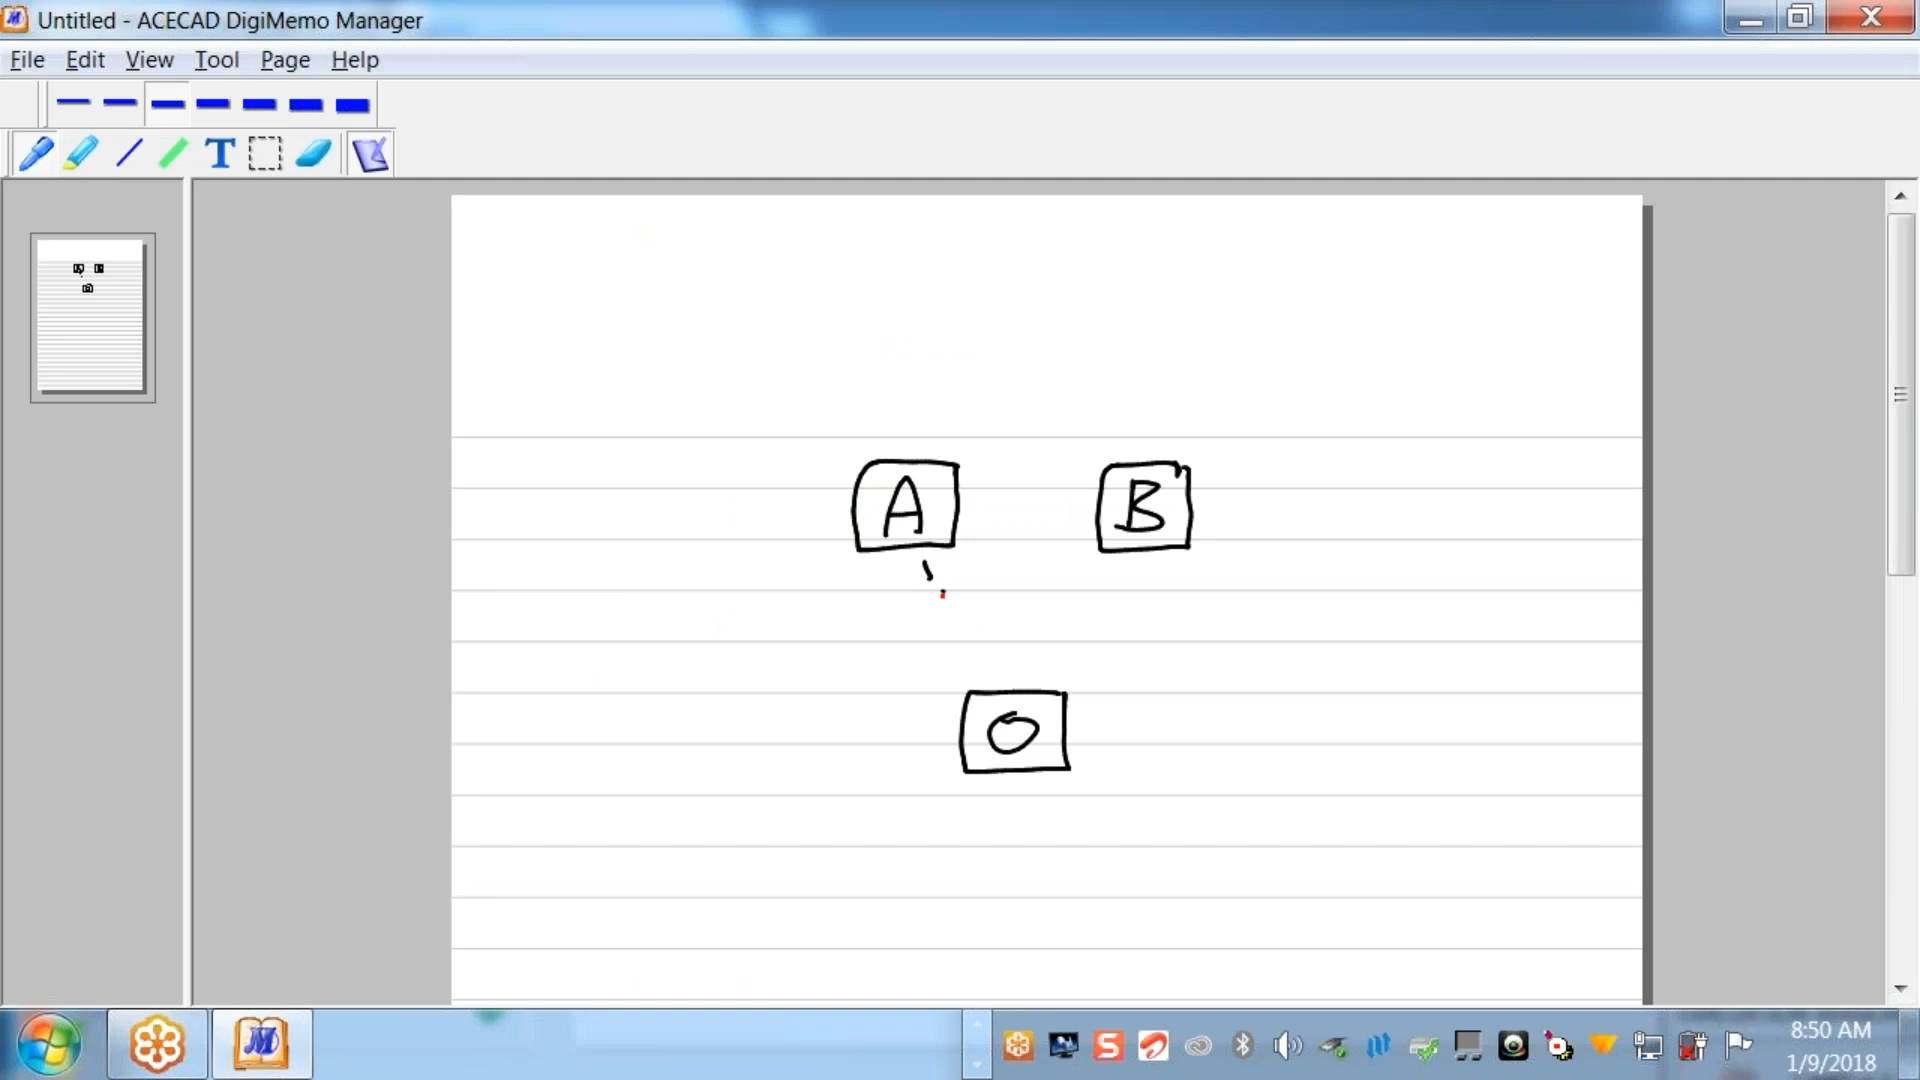 Untitled - ACECAD DigiMemo Manager
File Edit View Tool Page Help
T
A B
O
8:50 AM
1/9/2018